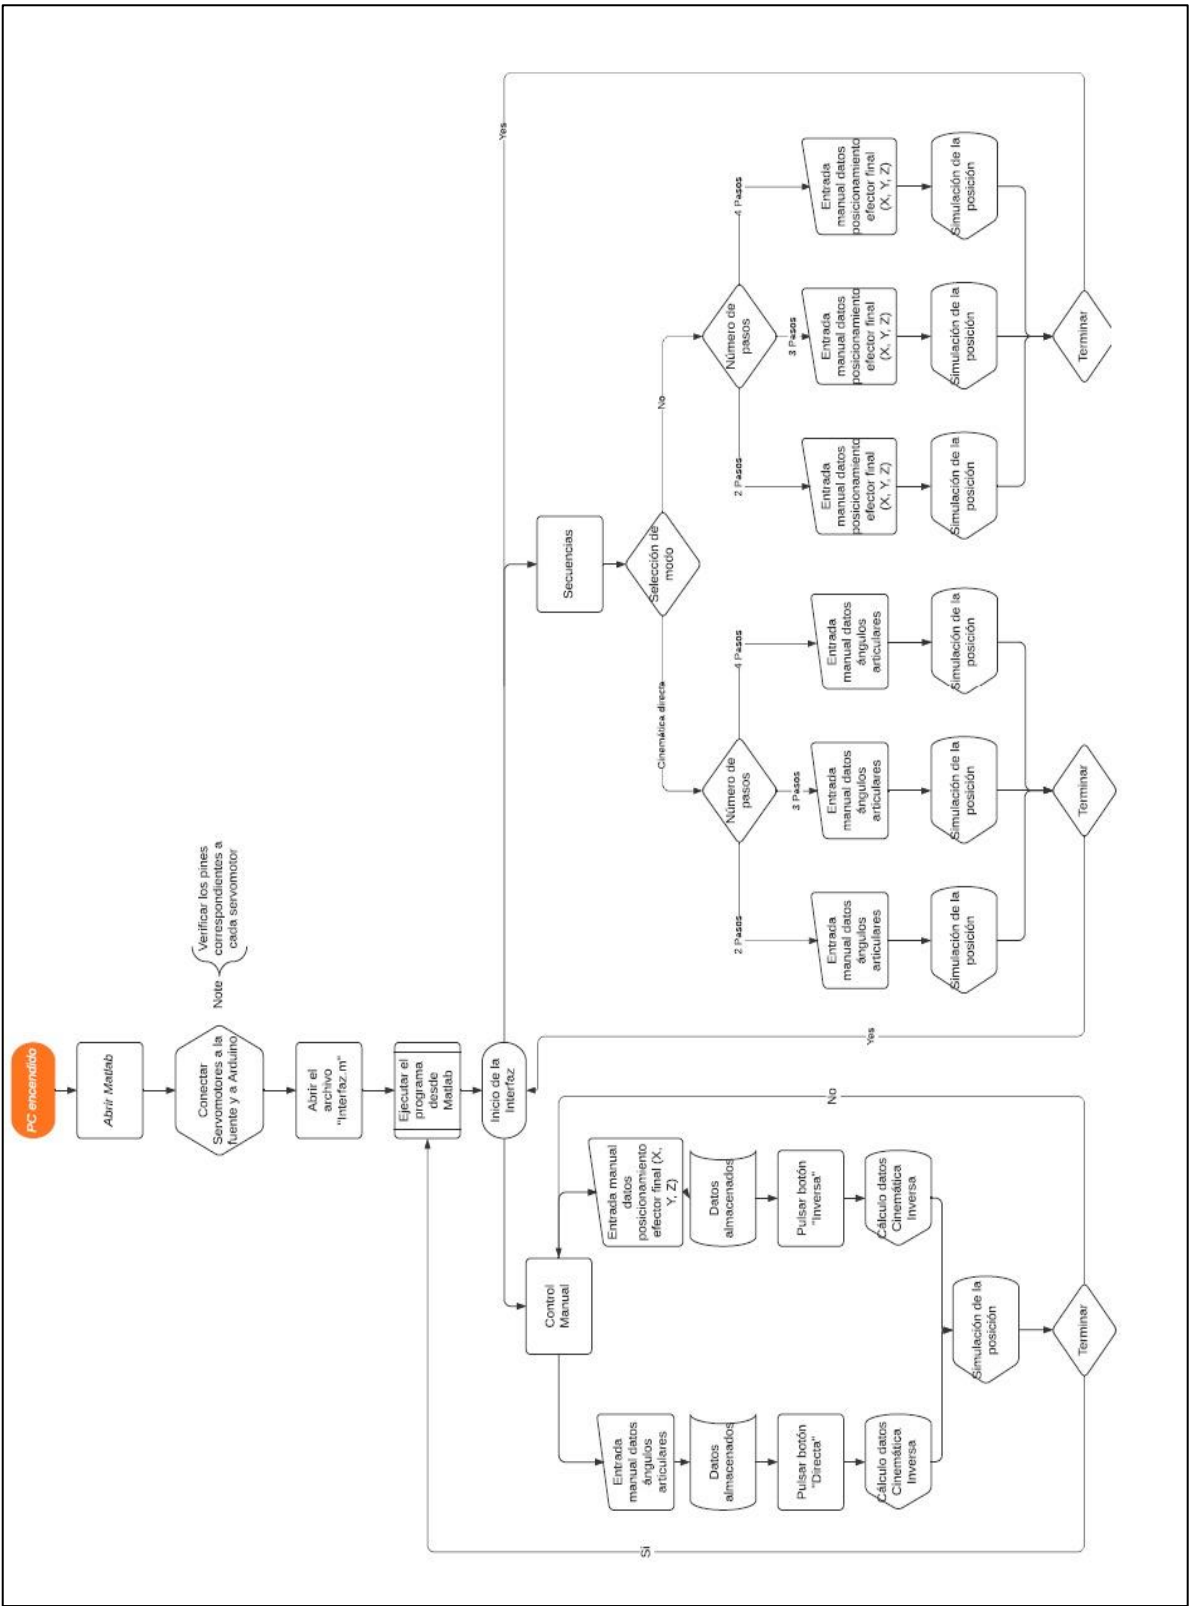 PC encendido
Abrir Matlab
Conectar
Servomotores a la
fuente y a Arduino
Note
Verificar los pines
correspondientes a
cada servomotor
Abrir el
archivo
"Interfaz.m"
Ejecutar el
programa
desde
Matlab
Inicio de la
Interfaz
Control
Manual
Entrada
manual datos
ángulos
articulares
Datos
almacenados
Pulsar botón
"Directa"
Cálculo datos
Cinemática
Inversa
Entrada manual
datos
posicionamiento
efector final (X,
Y, Z)
Datos
almacenados
Pulsar botón
"Inversa"
Cálculo datos
Cinemática
Inversa
Simulación de la
posición
Terminar
Si
No
Secuencias
Selección de
modo
Cinemática directa
No
Número de
pasos
2 Pasos
3 Pasos
4 Pasos
Entrada
manual datos
ángulos
articulares
Entrada
manual datos
ángulos
articulares
Entrada
manual datos
ángulos
articulares
Simulación de la
posición
Simulación de la
posición
Simulación de la
posición
Terminar
Yes
Número de
pasos
2 Pasos
3 Pasos
4 Pasos
Entrada
manual datos
posicionamiento
efector final
(X, Y, Z)
Entrada
manual datos
posicionamiento
efector final
(X, Y, Z)
Entrada
manual datos
posicionamiento
efector final
(X, Y, Z)
Simulación de la
posición
Simulación de la
posición
Simulación de la
posición
Terminar
Yes